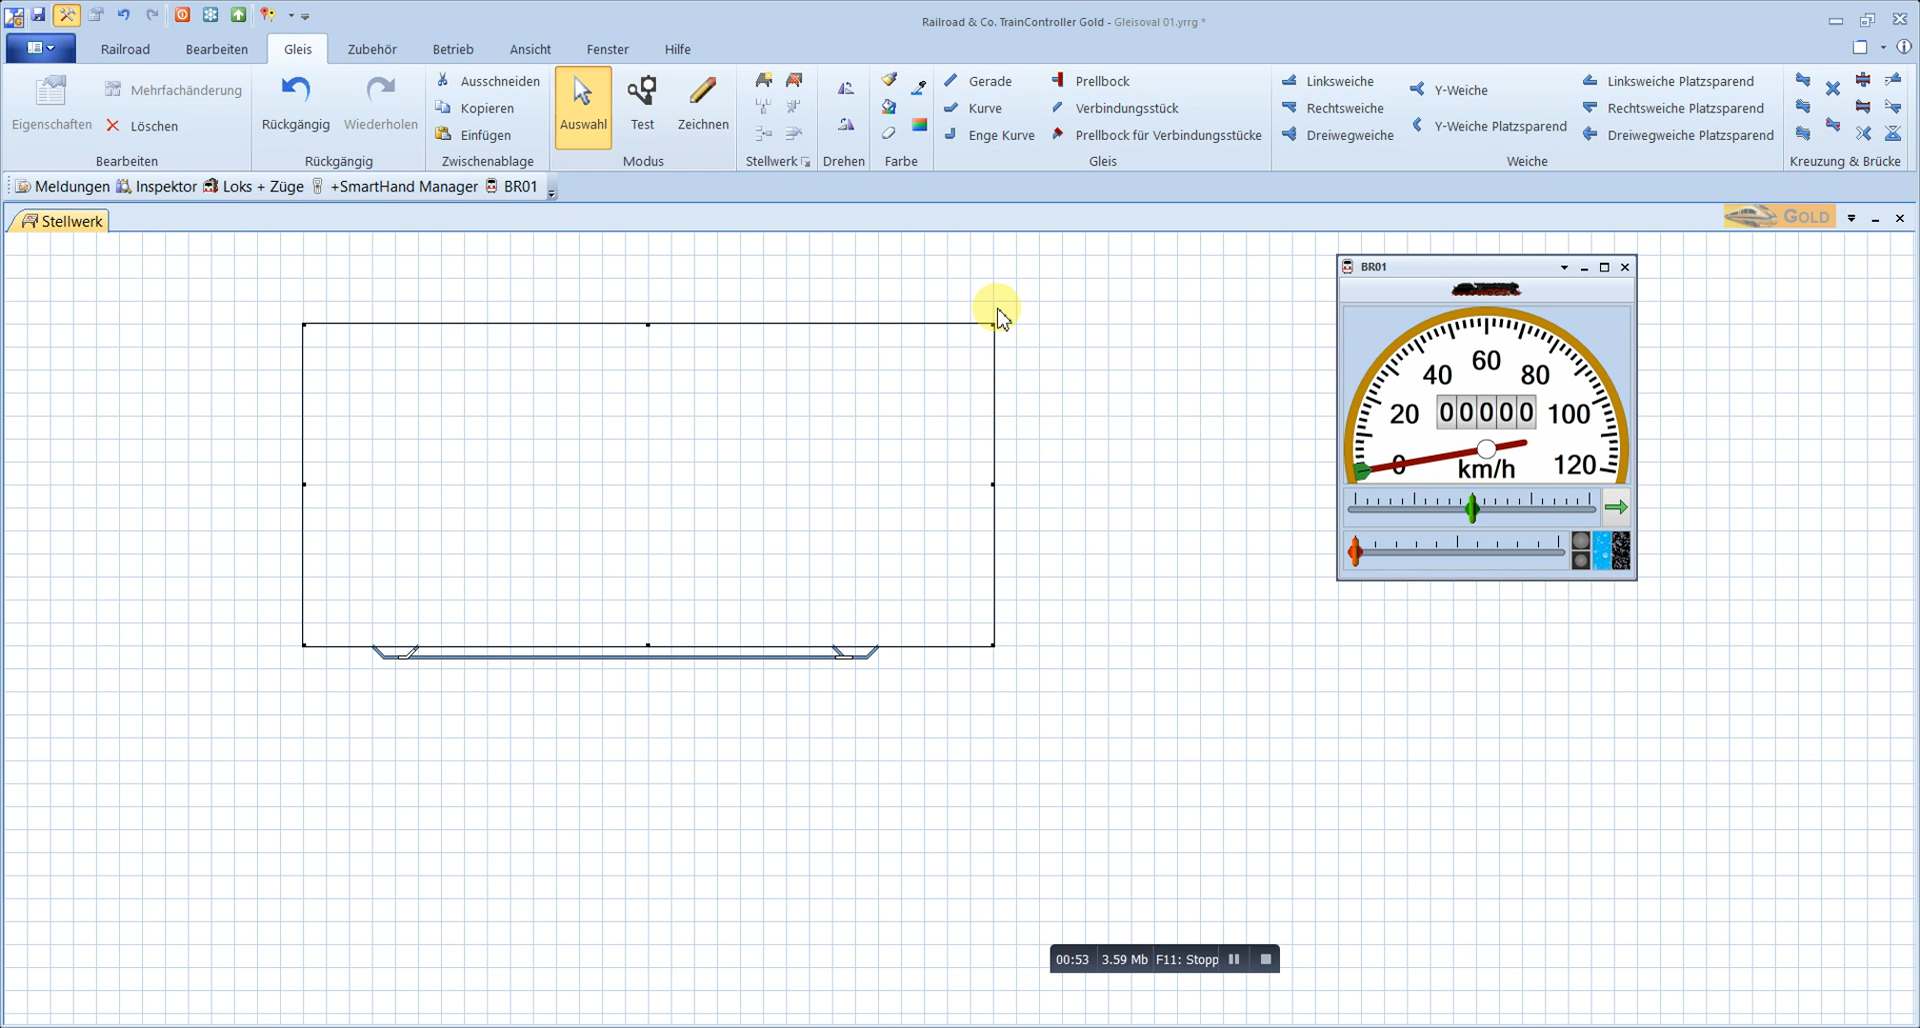 Railroad & Co. TrainController Gold - Gleisoval 01.yrrg *
Railroad Bearbeiten Gleis Zubehör Betrieb Ansicht Fenster Hilfe
Eigenschaften
Mehrfachänderung
Löschen
Bearbeiten
Rückgängig
Wiederholen
Rückgängig
Ausschneiden
Kopieren
Einfügen
Zwischenablage
Auswahl
Test
Zeichnen
Modus
Stellwerk
Drehen
Farbe
Gerade
Kurve
Enge Kurve
Prellbock
Verbindungsstück
Prellbock für Verbindungsstücke
Gleis
Linksweiche
Rechtsweiche
Dreiwegweiche
Y-Weiche
Y-Weiche Platzsparend
Linksweiche Platzsparend
Rechtsweiche Platzsparend
Dreiwegweiche Platzsparend
Weiche
Kreuzung & Brücke
Meldungen Inspektor Loks + Züge +SmartHand Manager BR01
Stellwerk
GOLD
BR01
0 20 40 60 80 100 120
00000
km/h
00:53 3.59 Mb F11: Stopp